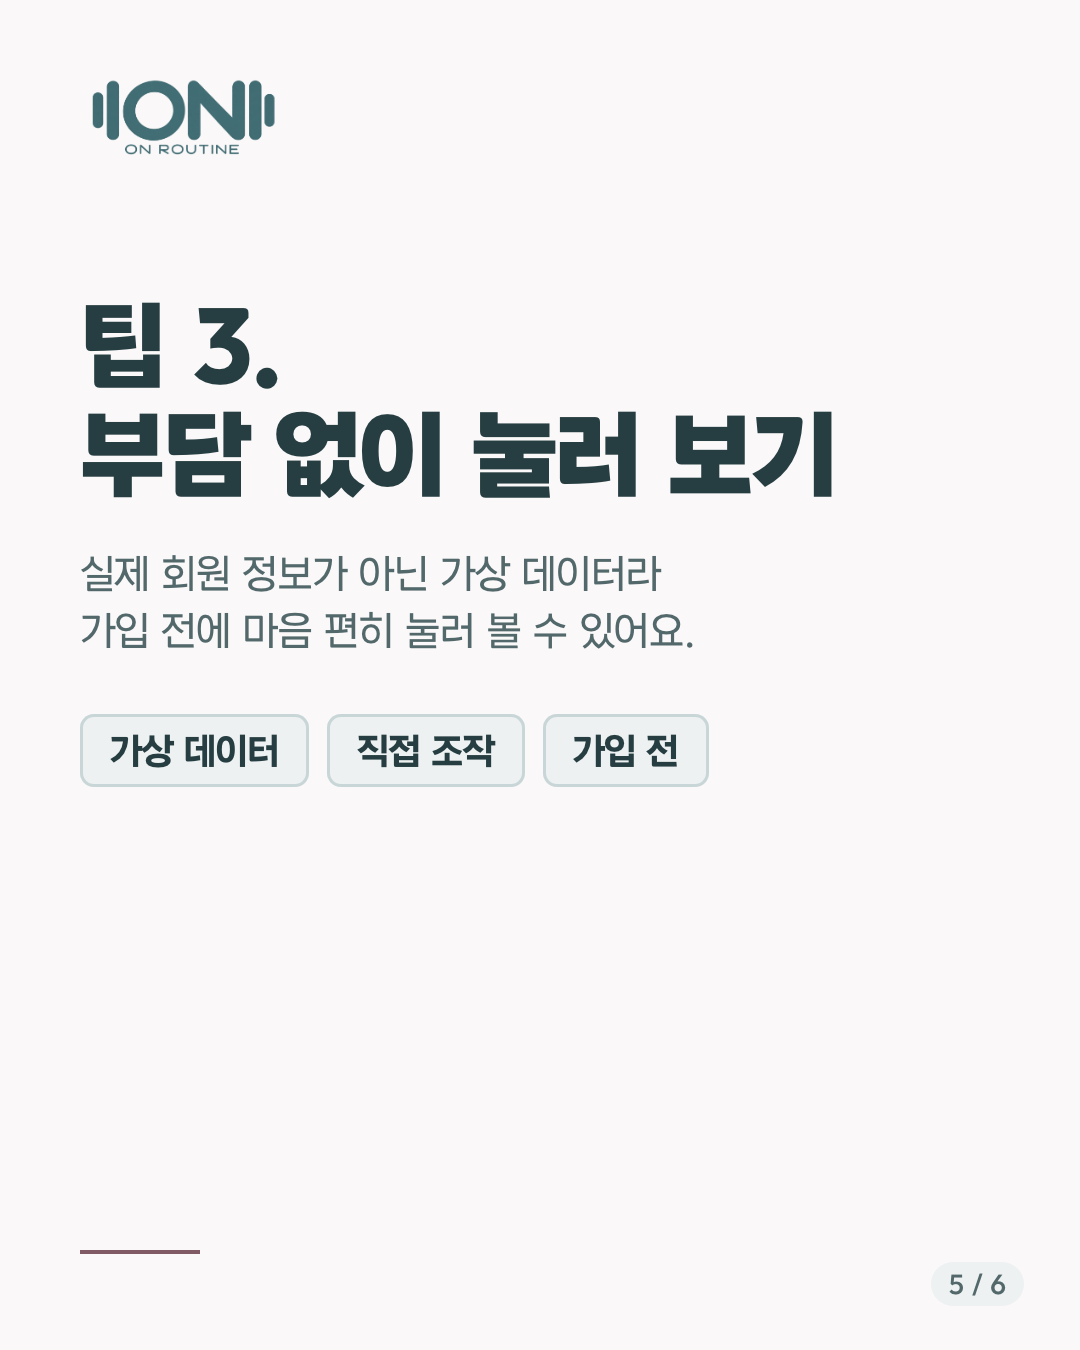 ION
ON ROUTINE
팁 3.
부담 없이 눌러 보기
실제 회원 정보가 아닌 가상 데이터라
가입 전에 마음 편히 눌러 볼 수 있어요.
가상 데이터
직접 조작
가입 전
5 / 6